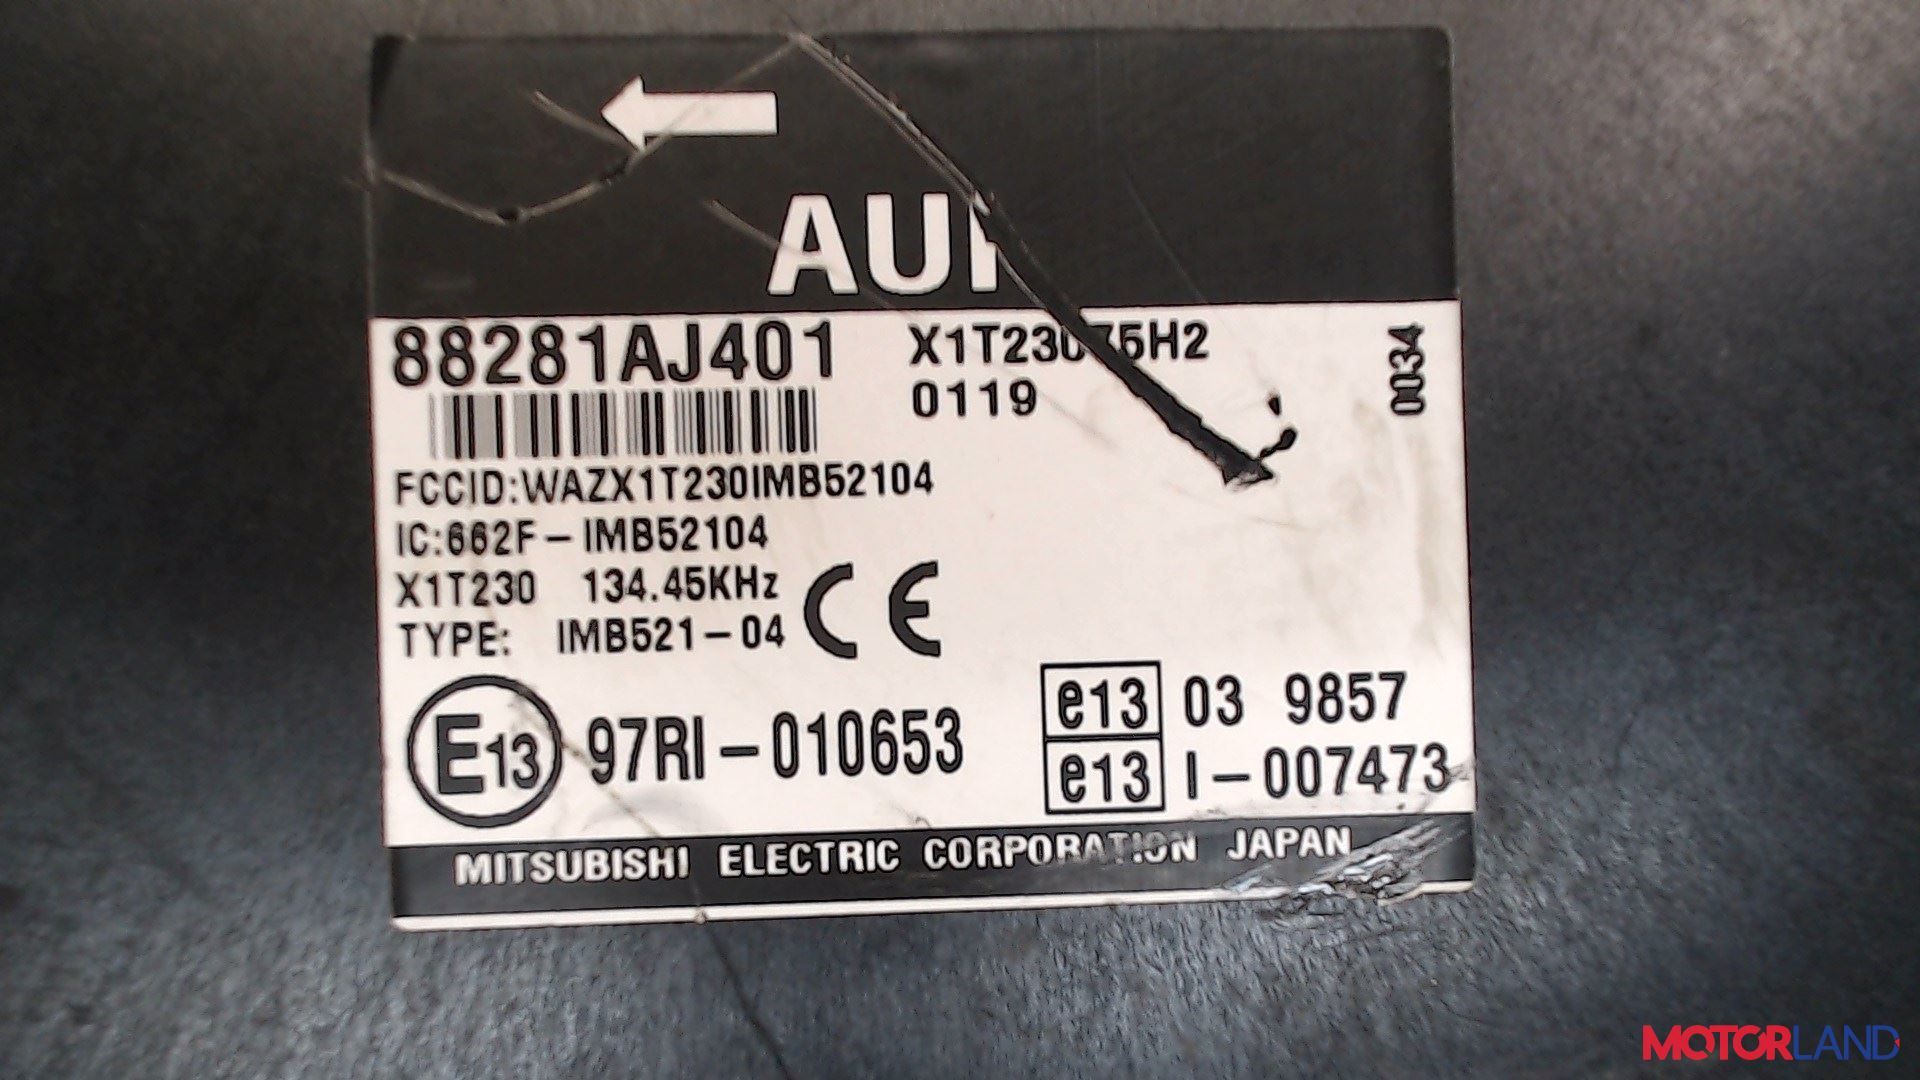 88281AJ401
0034
0119
FCCID:WAZX1T230IMB52104
IC:662F-IMB52104
X1T230 134.45KHz
TYPE: IMB521-04 CE
E13 97RI-010653
e13 03 9857
e13 I-007473
MITSUBISHI ELECTRIC CORPORATION JAPAN
MOTORLAND